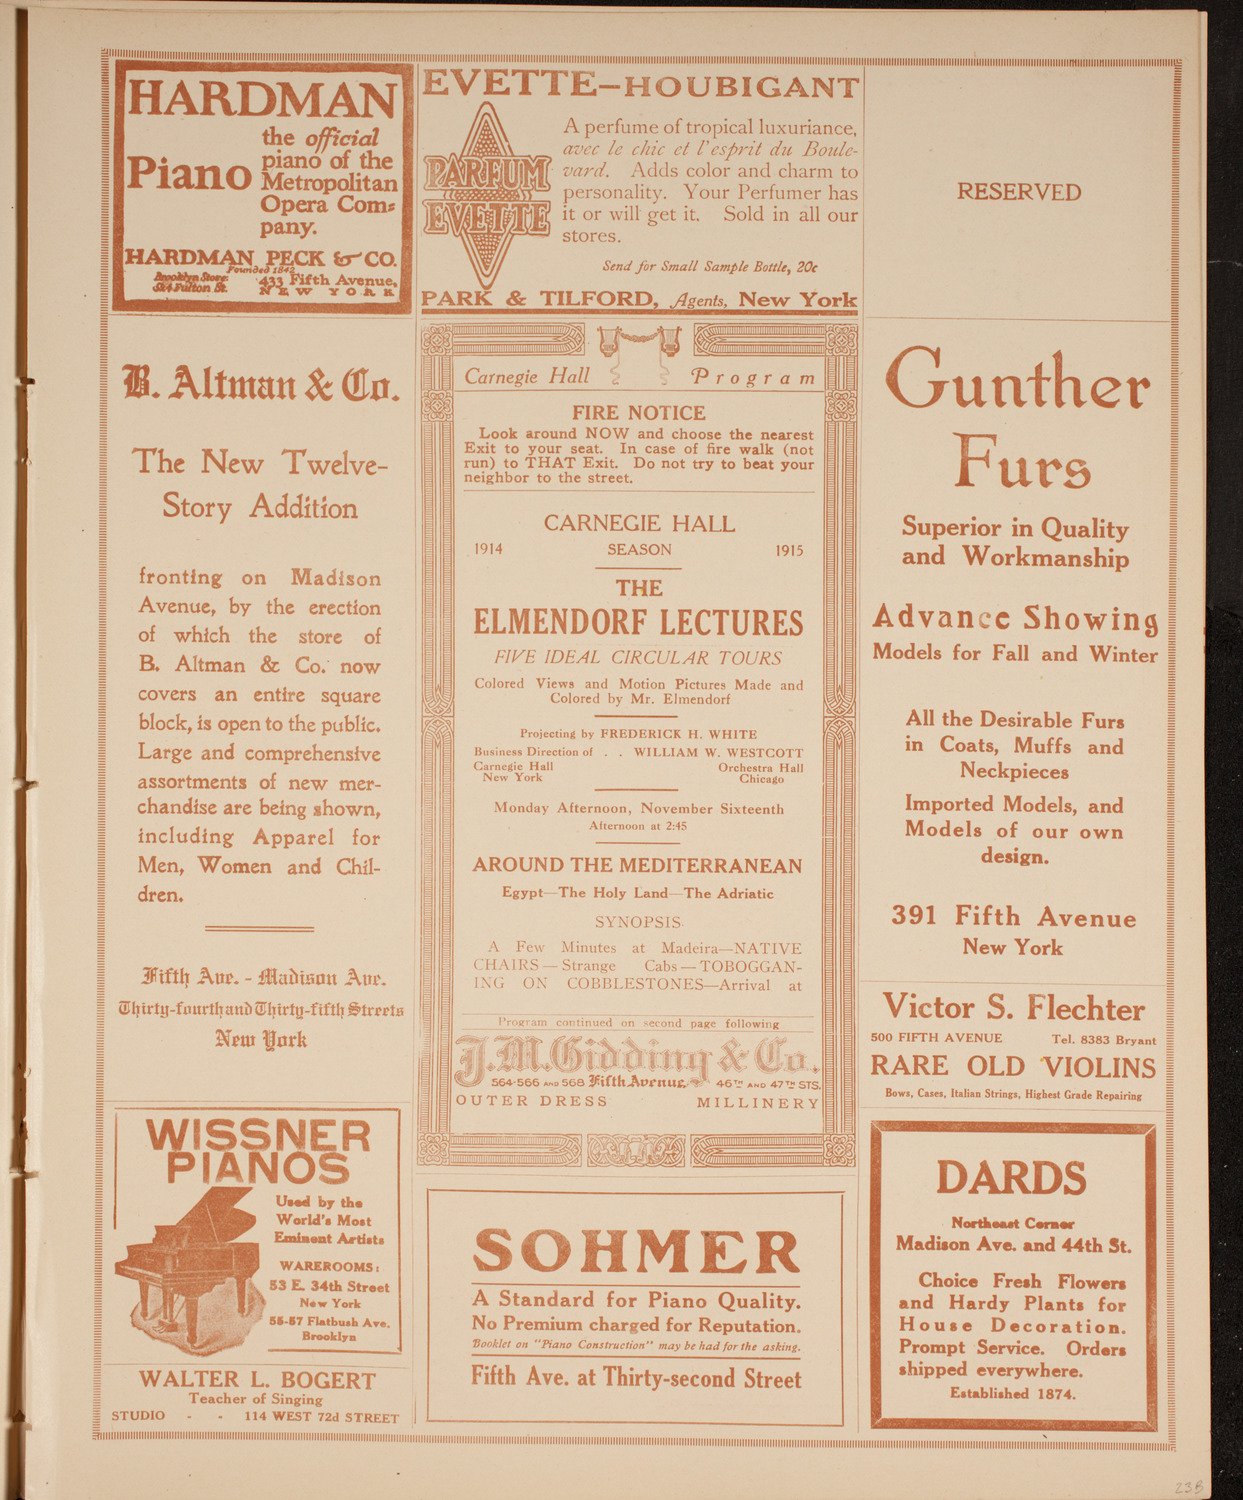 HARDMAN
Piano
the official
piano of the
Metropolitan
Opera Com-
pany.
HARDMAN, PECK & CO.
Founded 1842
Brooklyn Store:
524 Fulton St.
433 Fifth Avenue,
NEW YORK
B. Altman & Co.
The New Twelve-
Story Addition
fronting on Madison
Avenue, by the erection
of which the store of
B. Altman & Co. now
covers an entire square
block, is open to the public.
Large and comprehensive
assortments of new mer-
chandise are being shown,
including Apparel for
Men, Women and Chil-
dren.
Fifth Ave. - Madison Ave.
Thirty-fourth and Thirty-fifth Streets
New York
WISSNER
PIANOS
Used by the
World's Most
Eminent Artists
WAREROOMS:
53 E. 34th Street
New York
55-57 Flatbush Ave.
Brooklyn
WALTER L. BOGERT
Teacher of Singing
STUDIO - - 114 WEST 72d STREET
EVETTE—HOUBIGANT
PARFUM
EVETTE
A perfume of tropical luxuriance,
avec le chic et l'esprit du Boule-
vard. Adds color and charm to
personality. Your Perfumer has
it or will get it. Sold in all our
stores.
Send for Small Sample Bottle, 20c
PARK & TILFORD, Agents, New York
Carnegie Hall Program
FIRE NOTICE
Look around NOW and choose the nearest
Exit to your seat. In case of fire walk (not
run) to THAT Exit. Do not try to beat your
neighbor to the street.
CARNEGIE HALL
1914 SEASON 1915
THE
ELMENDORF LECTURES
FIVE IDEAL CIRCULAR TOURS
Colored Views and Motion Pictures Made and
Colored by Mr. Elmendorf
Projecting by FREDERICK H. WHITE
Business Direction of . . WILLIAM W. WESTCOTT
Carnegie Hall Orchestra Hall
New York Chicago
Monday Afternoon, November Sixteenth
Afternoon at 2:45
AROUND THE MEDITERRANEAN
Egypt—The Holy Land—The Adriatic
SYNOPSIS
A Few Minutes at Madeira—NATIVE
CHAIRS—Strange Cabs—TOBOGGAN-
ING ON COBBLESTONES—Arrival at
Program continued on second page following
J. M. Gidding & Co.
564-566 AND 568 Fifth Avenue. 46TH AND 47TH STS.
OUTER DRESS MILLINERY
SOHMER
A Standard for Piano Quality.
No Premium charged for Reputation.
Booklet on "Piano Construction" may be had for the asking.
Fifth Ave. at Thirty-second Street
RESERVED
Gunther
Furs
Superior in Quality
and Workmanship
Advance Showing
Models for Fall and Winter
All the Desirable Furs
in Coats, Muffs and
Neckpieces
Imported Models, and
Models of our own
design.
391 Fifth Avenue
New York
Victor S. Flechter
500 FIFTH AVENUE Tel. 8383 Bryant
RARE OLD VIOLINS
Bows, Cases, Italian Strings, Highest Grade Repairing
DARDS
Northeast Corner
Madison Ave. and 44th St.
Choice Fresh Flowers
and Hardy Plants for
House Decoration.
Prompt Service. Orders
shipped everywhere.
Established 1874.
23B